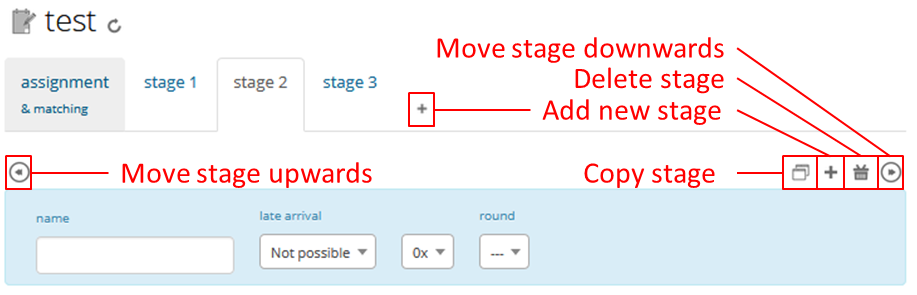 test
Move stage downwards
Delete stage
Add new stage
assignment
& matching
stage 1
stage 2
stage 3
+
Move stage upwards
Copy stage
+
name
late arrival
round
Not possible
0x
---